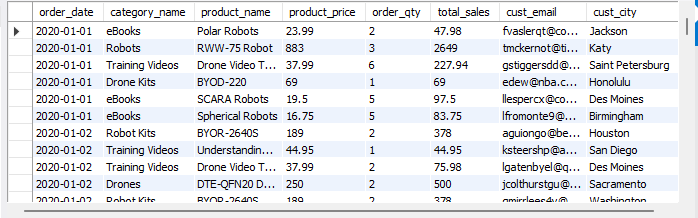 order_date category_name product_name product_price order_qty total_sales cust_email cust_city
2020-01-01 eBooks Polar Robots 23.99 2 47.98 fvaslerqt@co... Jackson
2020-01-01 Robots RWW-75 Robot 883 3 2649 tmckernot@ti... Katy
2020-01-01 Training Videos Drone Video T... 37.99 6 227.94 gstiggersdd@... Saint Petersburg
2020-01-01 Drone Kits BYOD-220 69 1 69 edew@nba.c... Honolulu
2020-01-01 eBooks SCARA Robots 19.5 5 97.5 llespercx@co... Des Moines
2020-01-01 eBooks Spherical Robots 16.75 5 83.75 lfromonte9@... Birmingham
2020-01-02 Robot Kits BYOR-2640S 189 2 378 aguiongo@be... Houston
2020-01-02 Training Videos Understandin... 44.95 1 44.95 ksteershp@a... San Diego
2020-01-02 Training Videos Drone Video T... 37.99 2 75.98 lgatenbyel@q... Des Moines
2020-01-02 Drones DTE-QFN20 D... 250 2 500 jcolthurstgu@... Sacramento
2020-01-02 Robot Kits BYOR-2640S 189 2 378 gmirrlees4y@... Washington